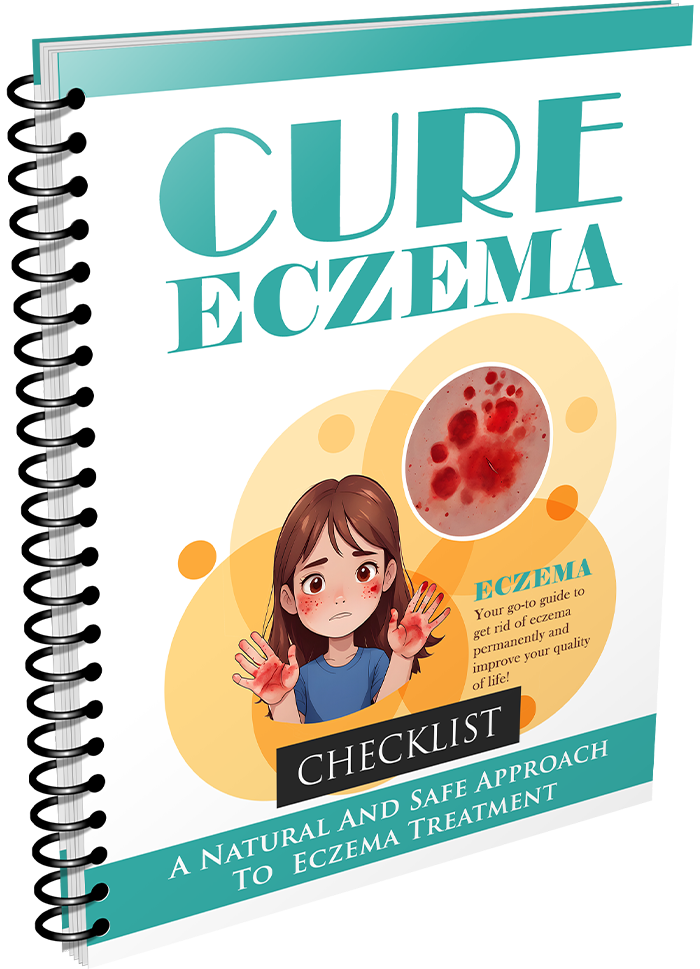 CURE
ECZEMA
ECZEMA
Your go-to guide to
get rid of eczema
permanently and
improve your quality
of life!
CHECKLIST
A Natural And Safe Approach
To Eczema Treatment